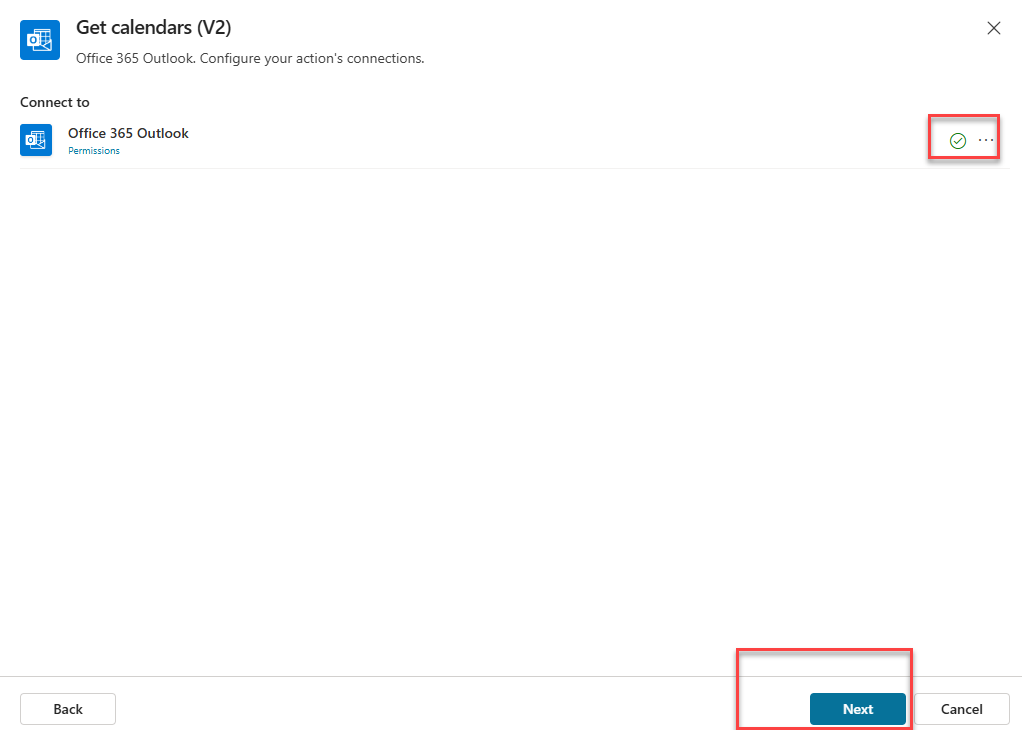 Get calendars (V2)
Office 365 Outlook. Configure your action's connections.
Connect to
Office 365 Outlook
Permissions
Back
Next
Cancel